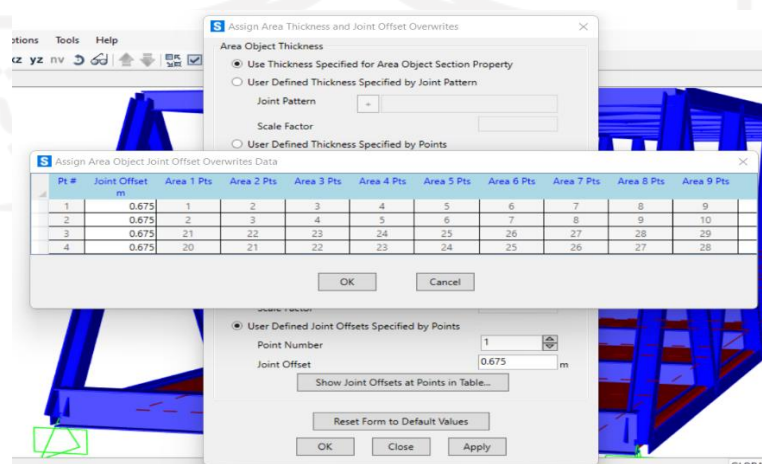 S Assign Area Thickness and Joint Offset Overwrites
Tools Help
yz nv
Area Object Thickness
Use Thickness Specified for Area Object Section Property
User Defined Thickness Specified by Joint Pattern
Joint Pattern +
Scale Factor
User Defined Thickness Specified by Points
S Assign Area Object Joint Offset Overwrites Data
Pt # Joint Offset Area 1 Pts Area 2 Pts Area 3 Pts Area 4 Pts Area 5 Pts Area 6 Pts Area 7 Pts Area 8 Pts Area 9 Pts
m
1 0.675 1 2 3 4 5 6 7 8 9
2 0.675 2 3 4 5 6 7 8 9 10
3 0.675 21 22 23 24 25 26 27 28 29
4 0.675 20 21 22 23 24 25 26 27 28
OK Cancel
User Defined Joint Offsets Specified by Points
Point Number 1
Joint Offset 0.675 m
Show Joint Offsets at Points in Table...
Reset Form to Default Values
OK Close Apply